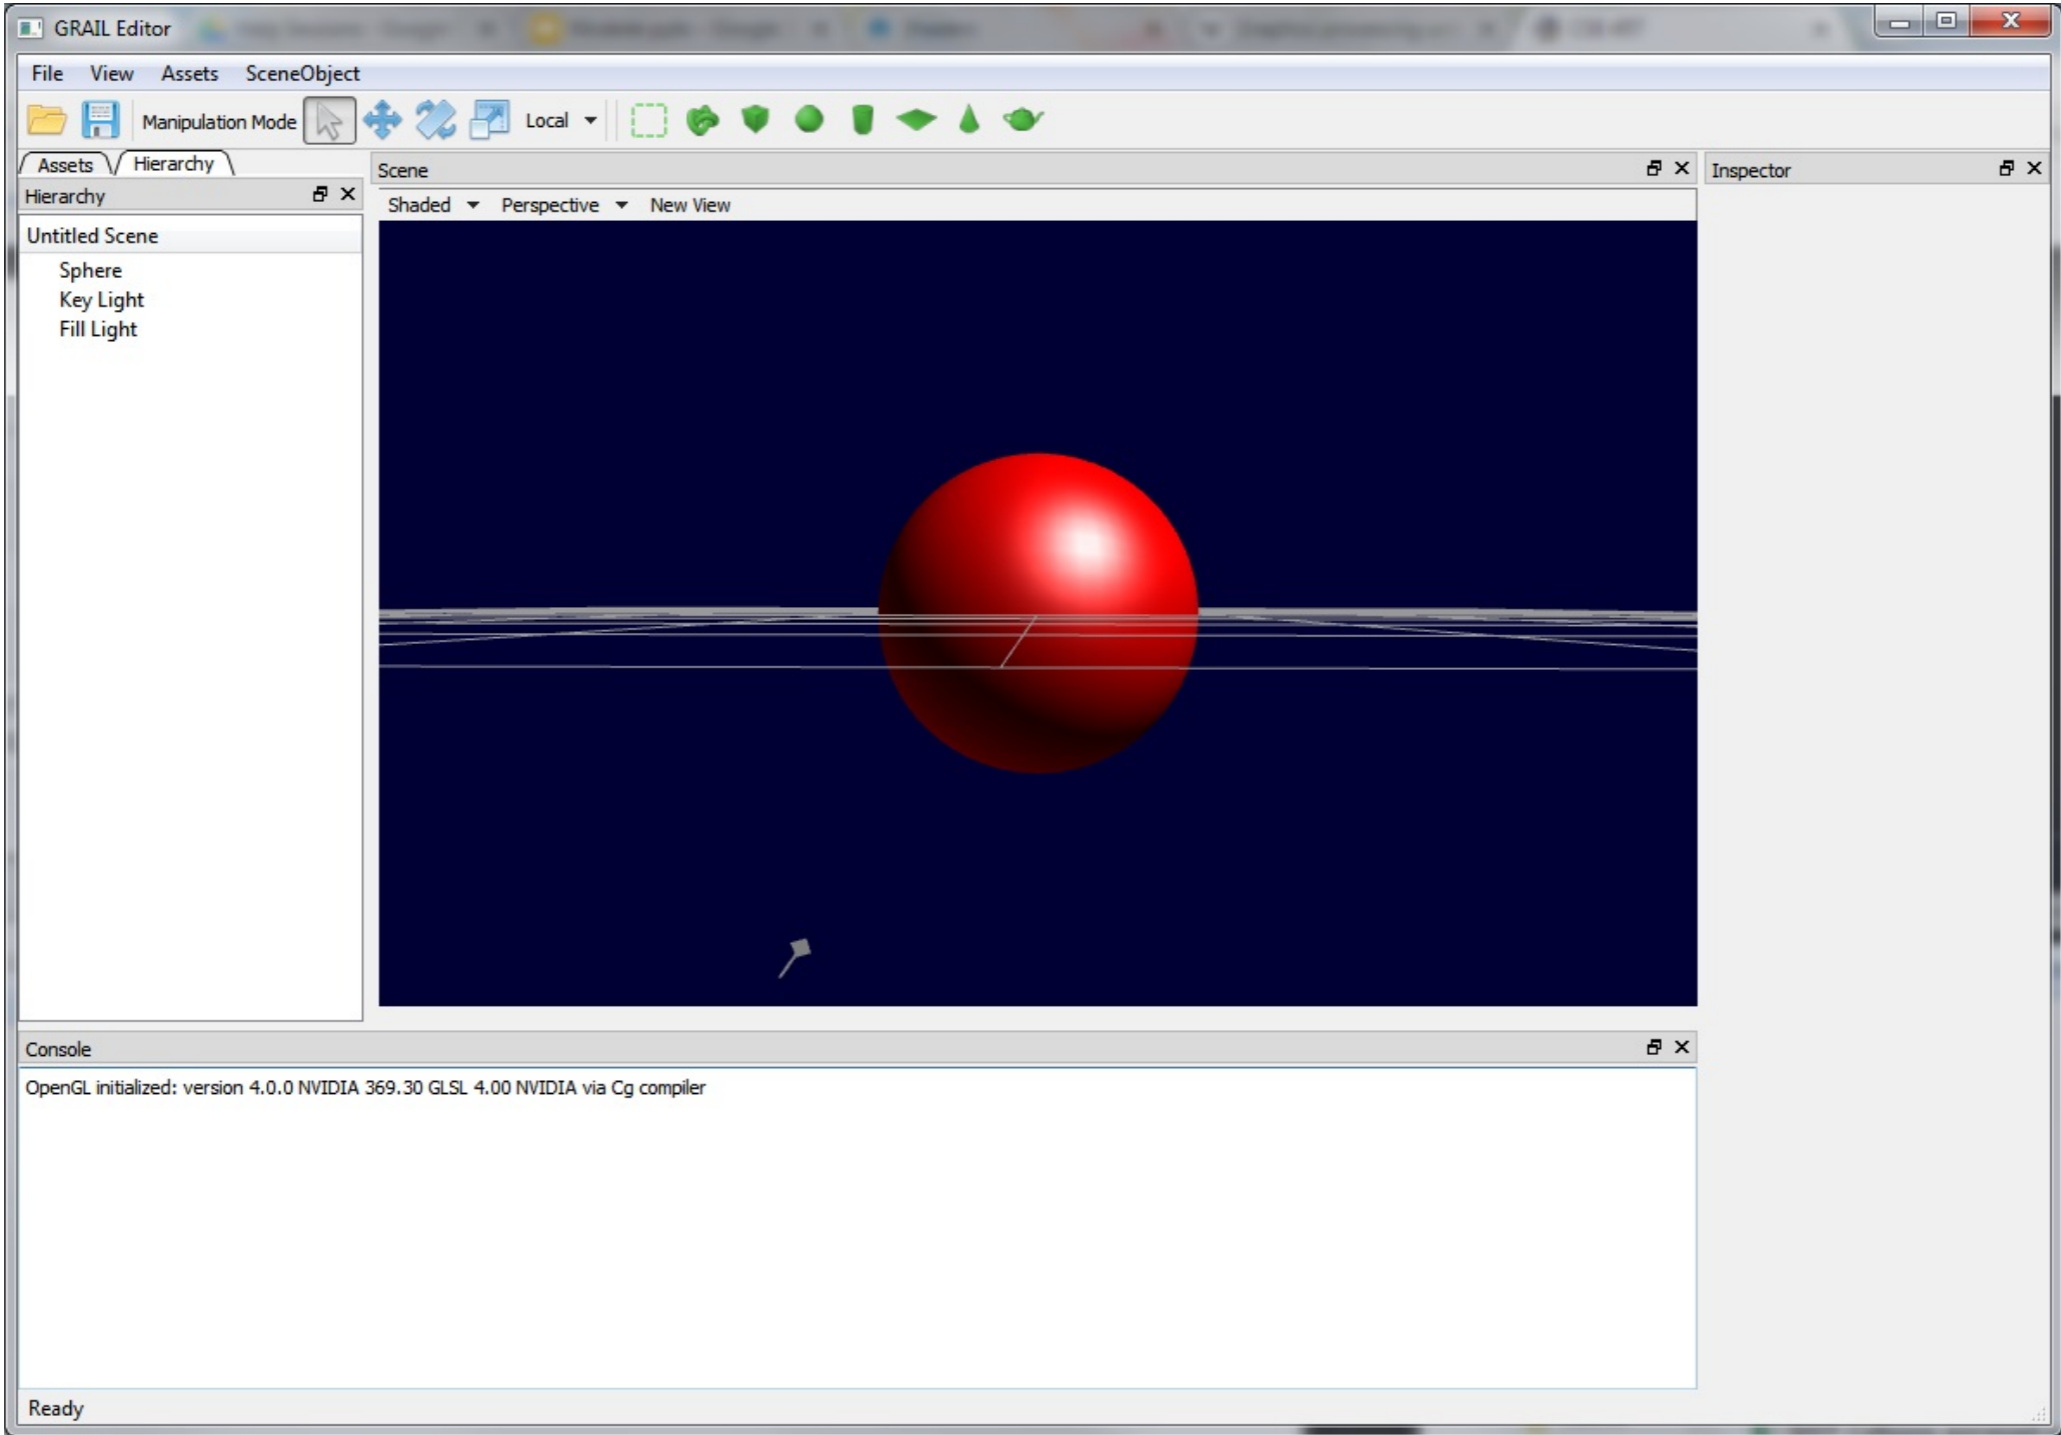 GRAIL Editor
File View Assets SceneObject
Manipulation Mode Local
Assets Hierarchy
Hierarchy
Untitled Scene
Sphere
Key Light
Fill Light
Scene
Shaded Perspective New View
Inspector
Console
OpenGL initialized: version 4.0.0 NVIDIA 369.30 GLSL 4.00 NVIDIA via Cg compiler
Ready